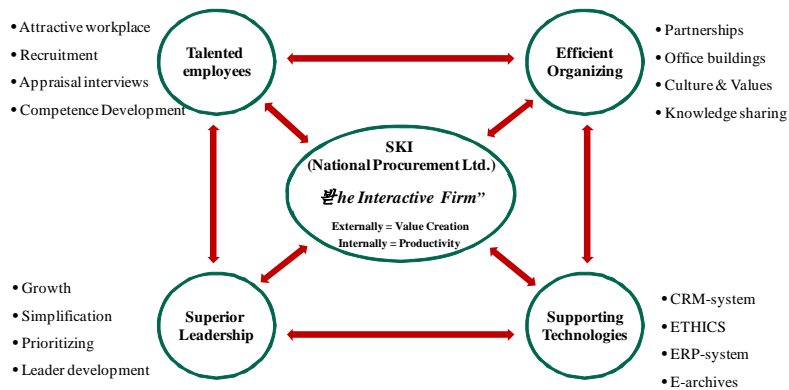 • Attractive workplace
• Recruitment
• Appraisal interviews
• Competence Development
Talented
employees
Efficient
Organizing
• Partnerships
• Office buildings
• Culture & Values
• Knowledge sharing
SKI
(National Procurement Ltd.)
받he Interactive Firm”
Externally = Value Creation
Internally = Productivity
• Growth
• Simplification
• Prioritizing
• Leader development
Superior
Leadership
Supporting
Technologies
• CRM-system
• ETHICS
• ERP-system
• E-archives